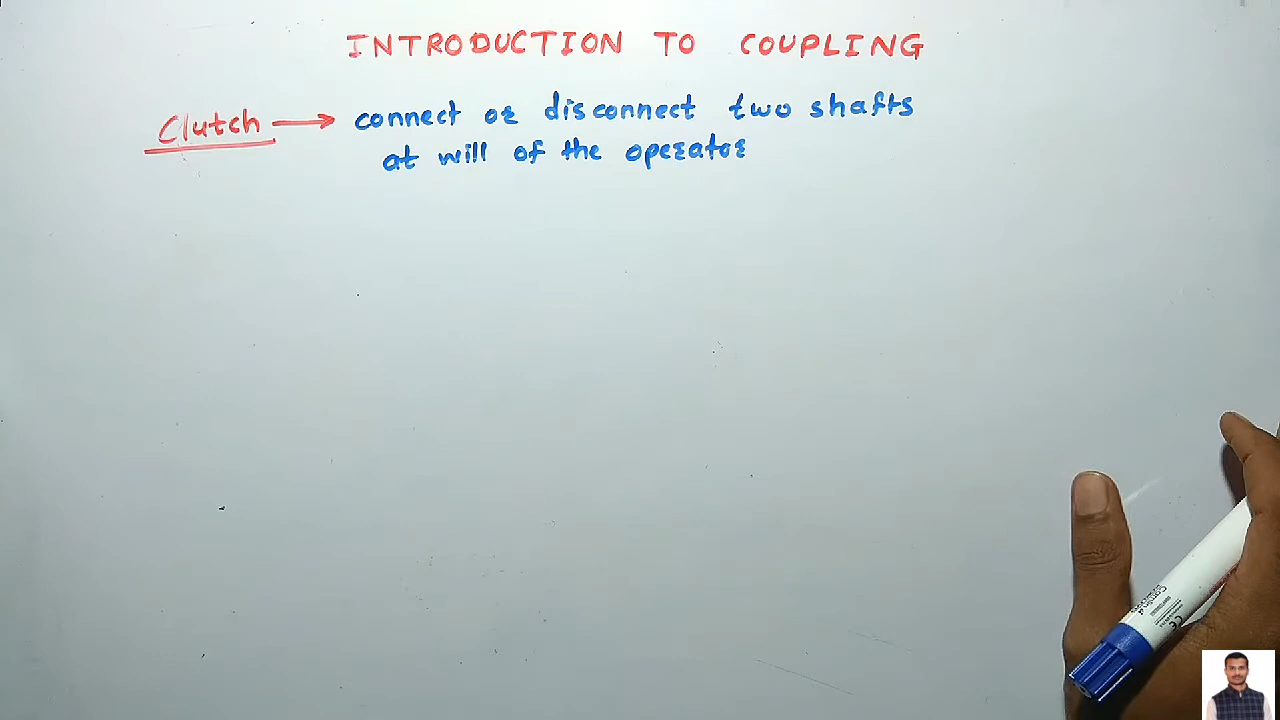 INTRODUCTION TO COUPLING
Clutch → connect or disconnect two shafts
at will of the operator